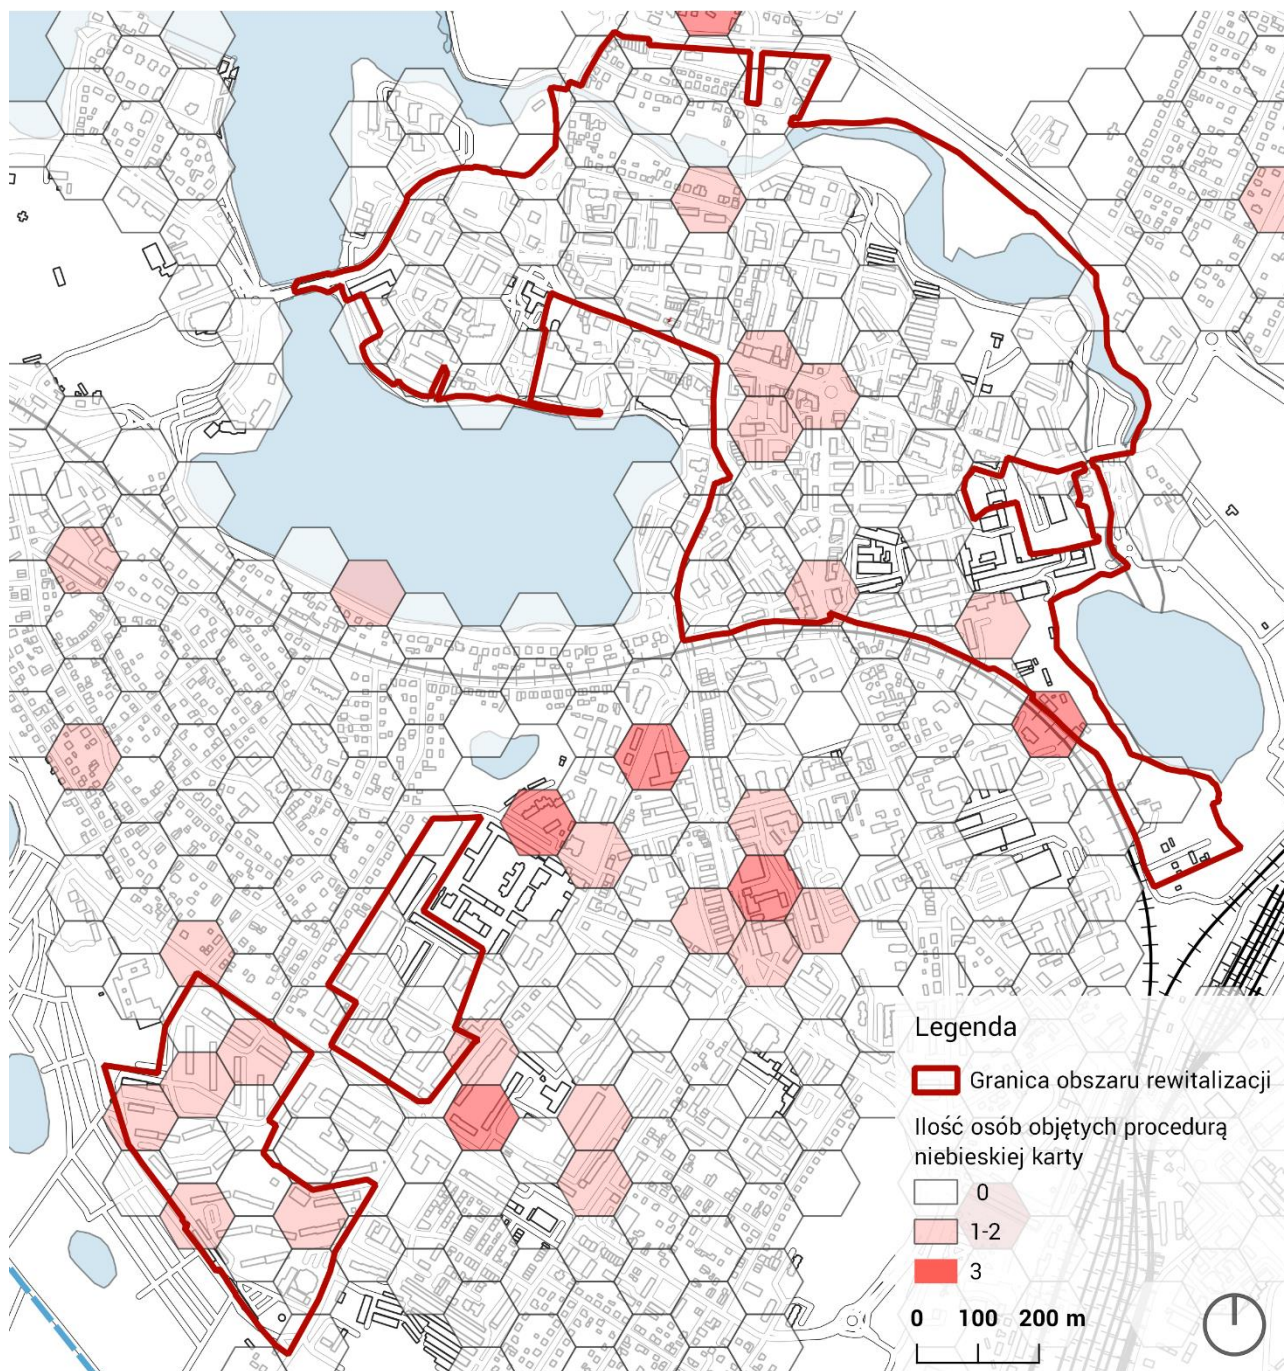 Legenda
Granica obszaru rewitalizacji
Ilość osób objętych procedurą
niebieskiej karty
0
1-2
3
0 100 200 m